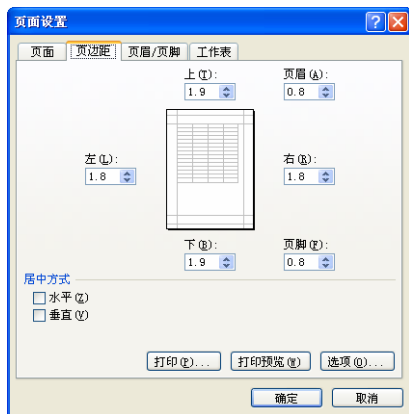 页面设置
页面 页边距 页眉/页脚 工作表
上(T): 页眉(A):
1.9 0.8
左(L): 右(R):
1.8 1.8
下(B): 页脚(F):
1.9 0.8
居中方式
水平(Z)
垂直(V)
打印(P)... 打印预览(W) 选项(O)...
确定 取消